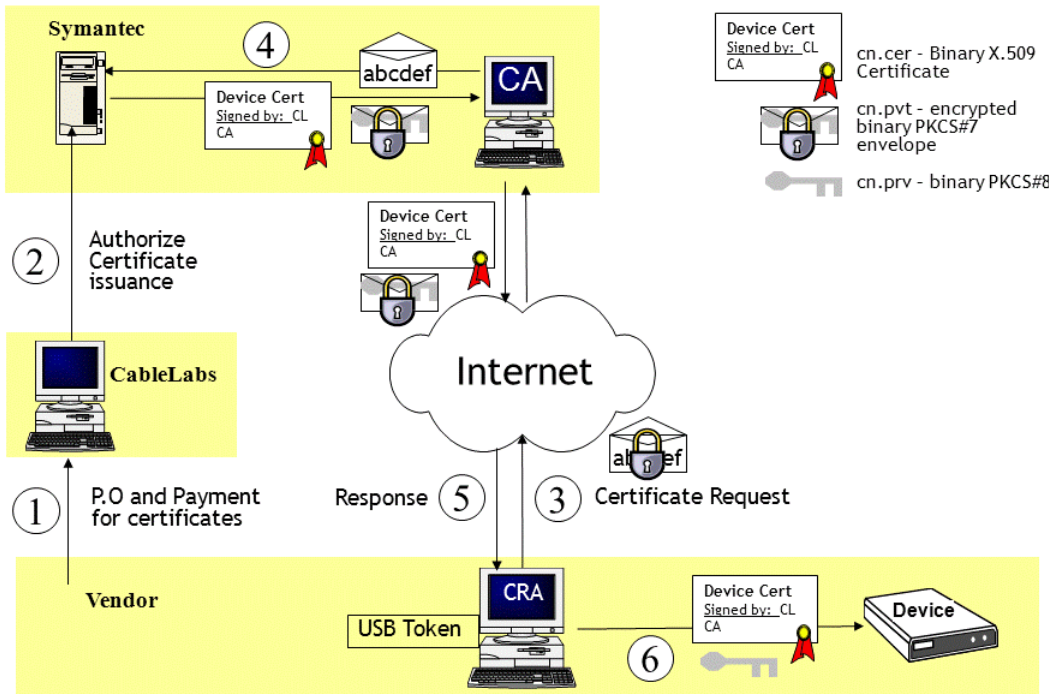 Symantec
4
abcdef
CA
Device Cert
Signed by: CL
CA
Device Cert
Signed by: CL
CA
cn.cer - Binary X.509
Certificate
cn.pvt - encrypted
binary PKCS#7
envelope
cn.prv - binary PKCS#8
2
Authorize
Certificate
issuance
Device Cert
Signed by: CL
CA
CableLabs
Internet
1
P.O and Payment
for certificates
Response
5
3
Certificate Request
Vendor
CRA
USB Token
Device Cert
Signed by: CL
CA
6
Device